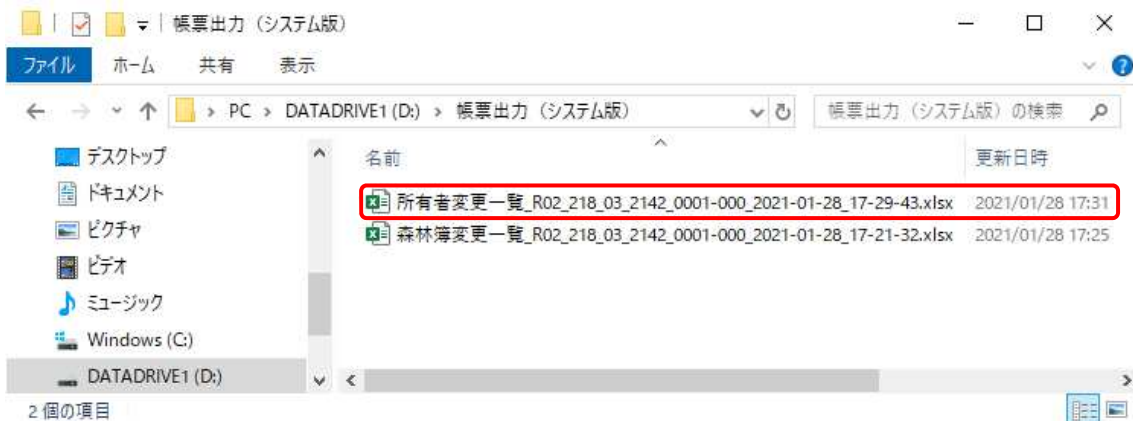 帳票出力（システム版）
ファイル ホーム 共有 表示
PC › DATADRIVE1 (D:) › 帳票出力（システム版） 帳票出力（システム版）の検索
デスクトップ 名前 更新日時
ドキュメント 所有者変更一覧_R02_218_03_2142_0001-000_2021-01-28_17-29-43.xlsx 2021/01/28 17:31
ピクチャ 森林簿変更一覧_R02_218_03_2142_0001-000_2021-01-28_17-21-32.xlsx 2021/01/28 17:25
ビデオ
ミュージック
Windows (C:)
DATADRIVE1 (D:)
2 個の項目